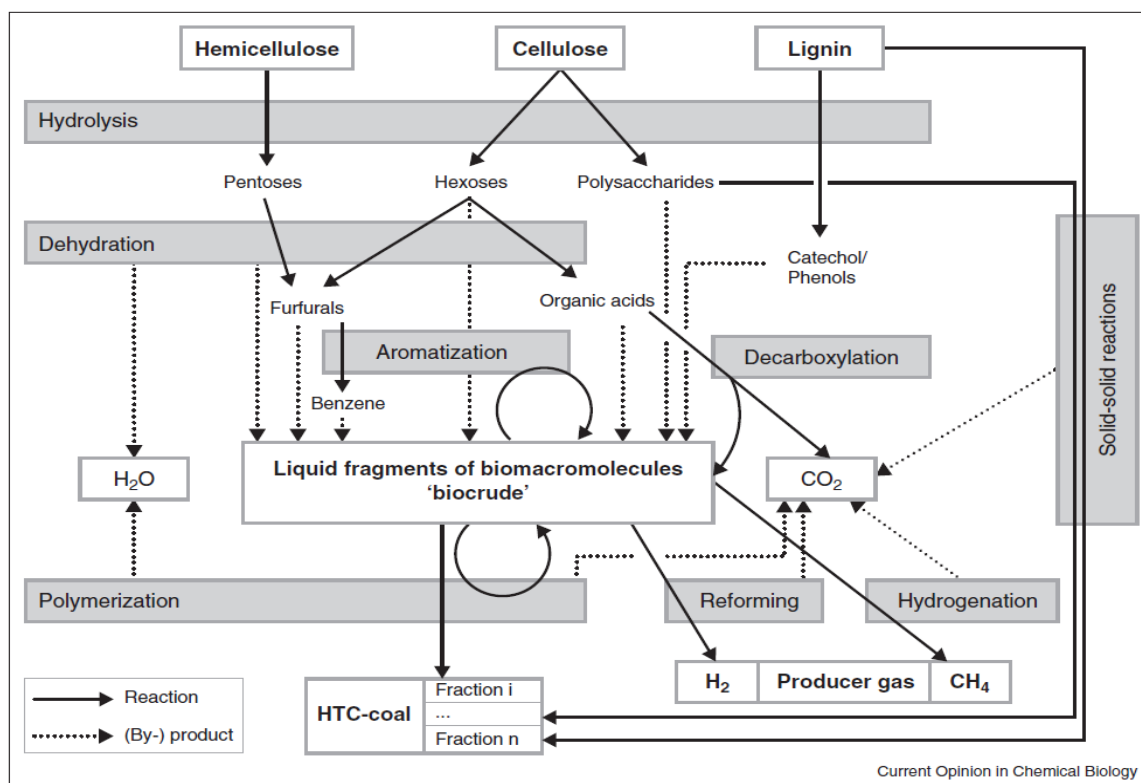 Hemicellulose
Cellulose
Lignin
Hydrolysis
Pentoses
Hexoses
Polysaccharides
Dehydration
Catechol/
Phenols
Furfurals
Organic acids
Aromatization
Decarboxylation
Solid-solid reactions
Benzene
H₂O
Liquid fragments of biomacromolecules
‘biocrude’
CO₂
Polymerization
Reforming
Hydrogenation
H₂
Producer gas
CH₄
HTC-coal
Fraction i
...
Fraction n
Reaction
(By-) product
Current Opinion in Chemical Biology